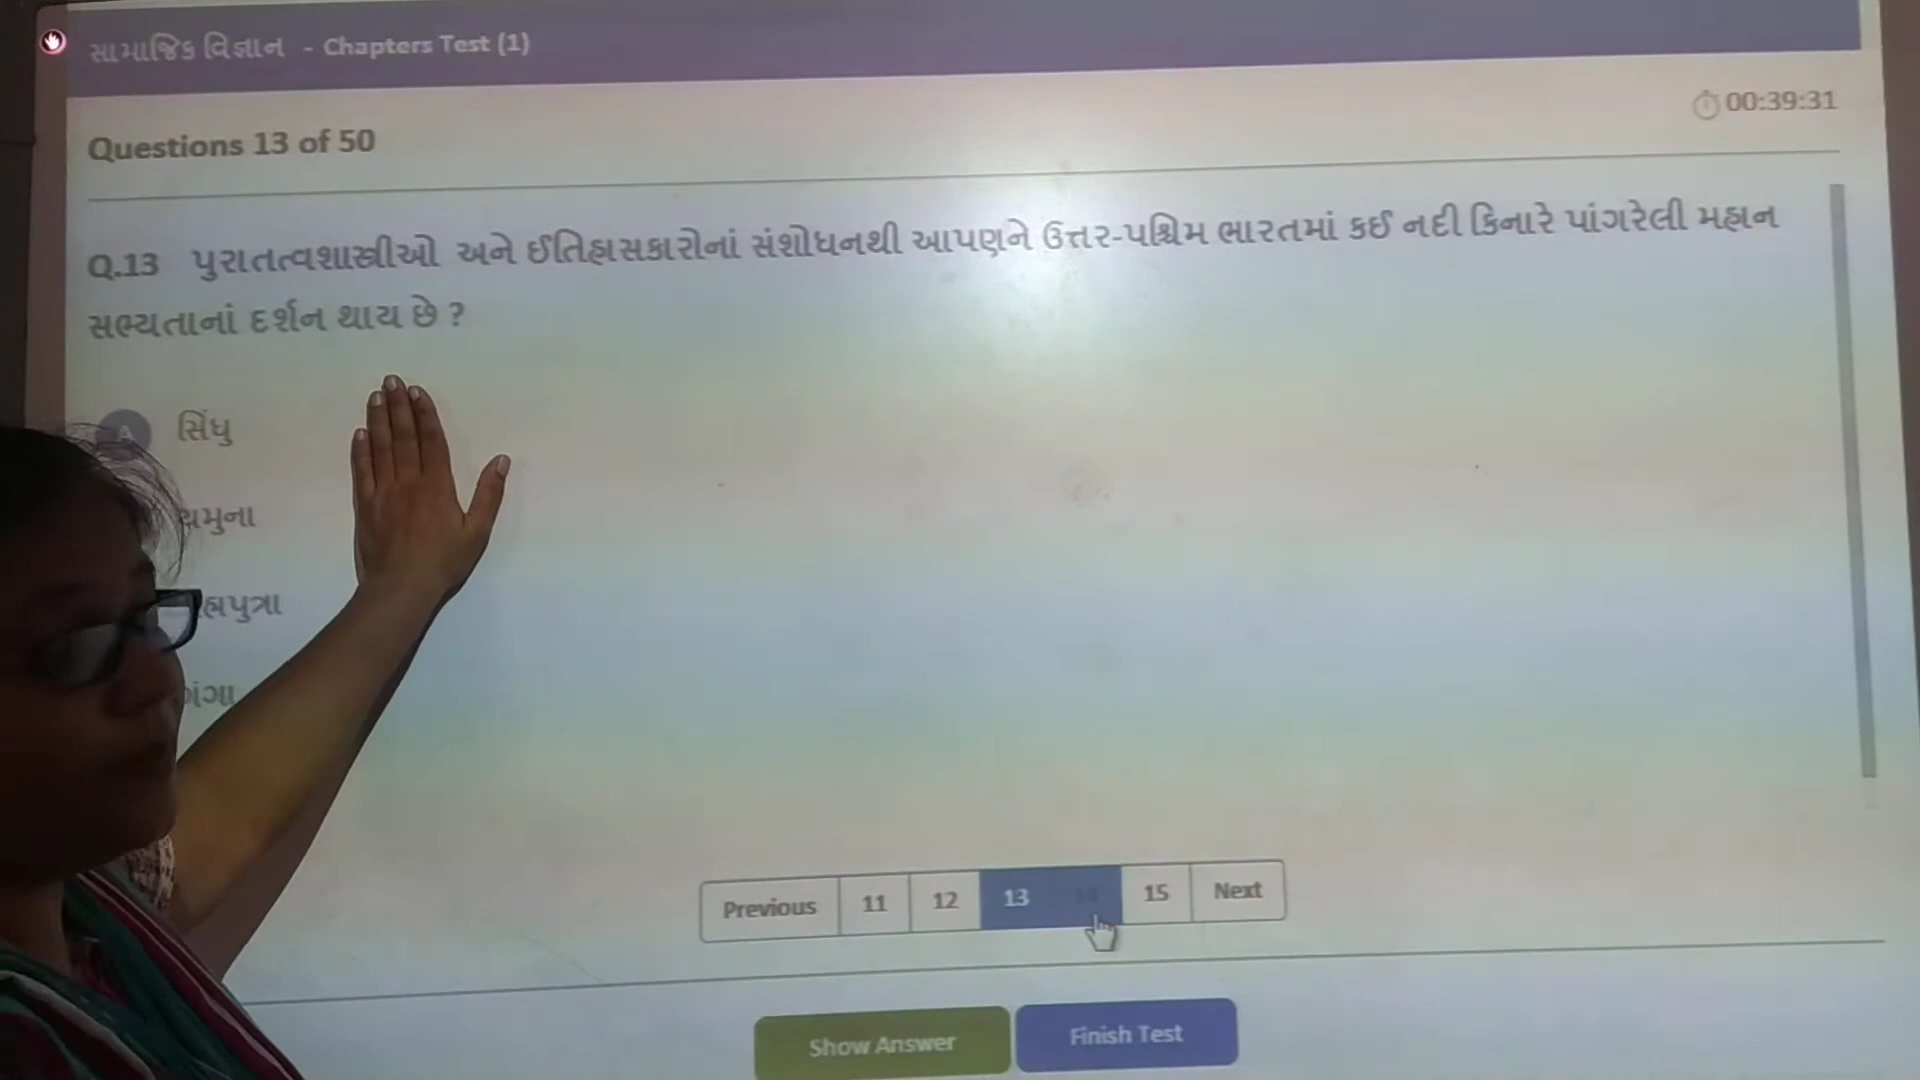 સામાજિક વિજ્ઞાન - Chapters Test (1)
00:39:31
Questions 13 of 50
Q.13 પુરાતત્વશાસ્ત્રીઓ અને ઈતિહાસકારોનાં સંશોધનથી આપણને ઉત્તર-પશ્ચિમ ભારતમાં કઈ નદી કિનારે પાંગરેલી મહાન
સભ્યતાનાં દર્શન થાય છે ?
A સિંધુ
યમુના
હ્મપુત્રા
ગંગા
Previous 11 12 13 14 15 Next
Show Answer Finish Test